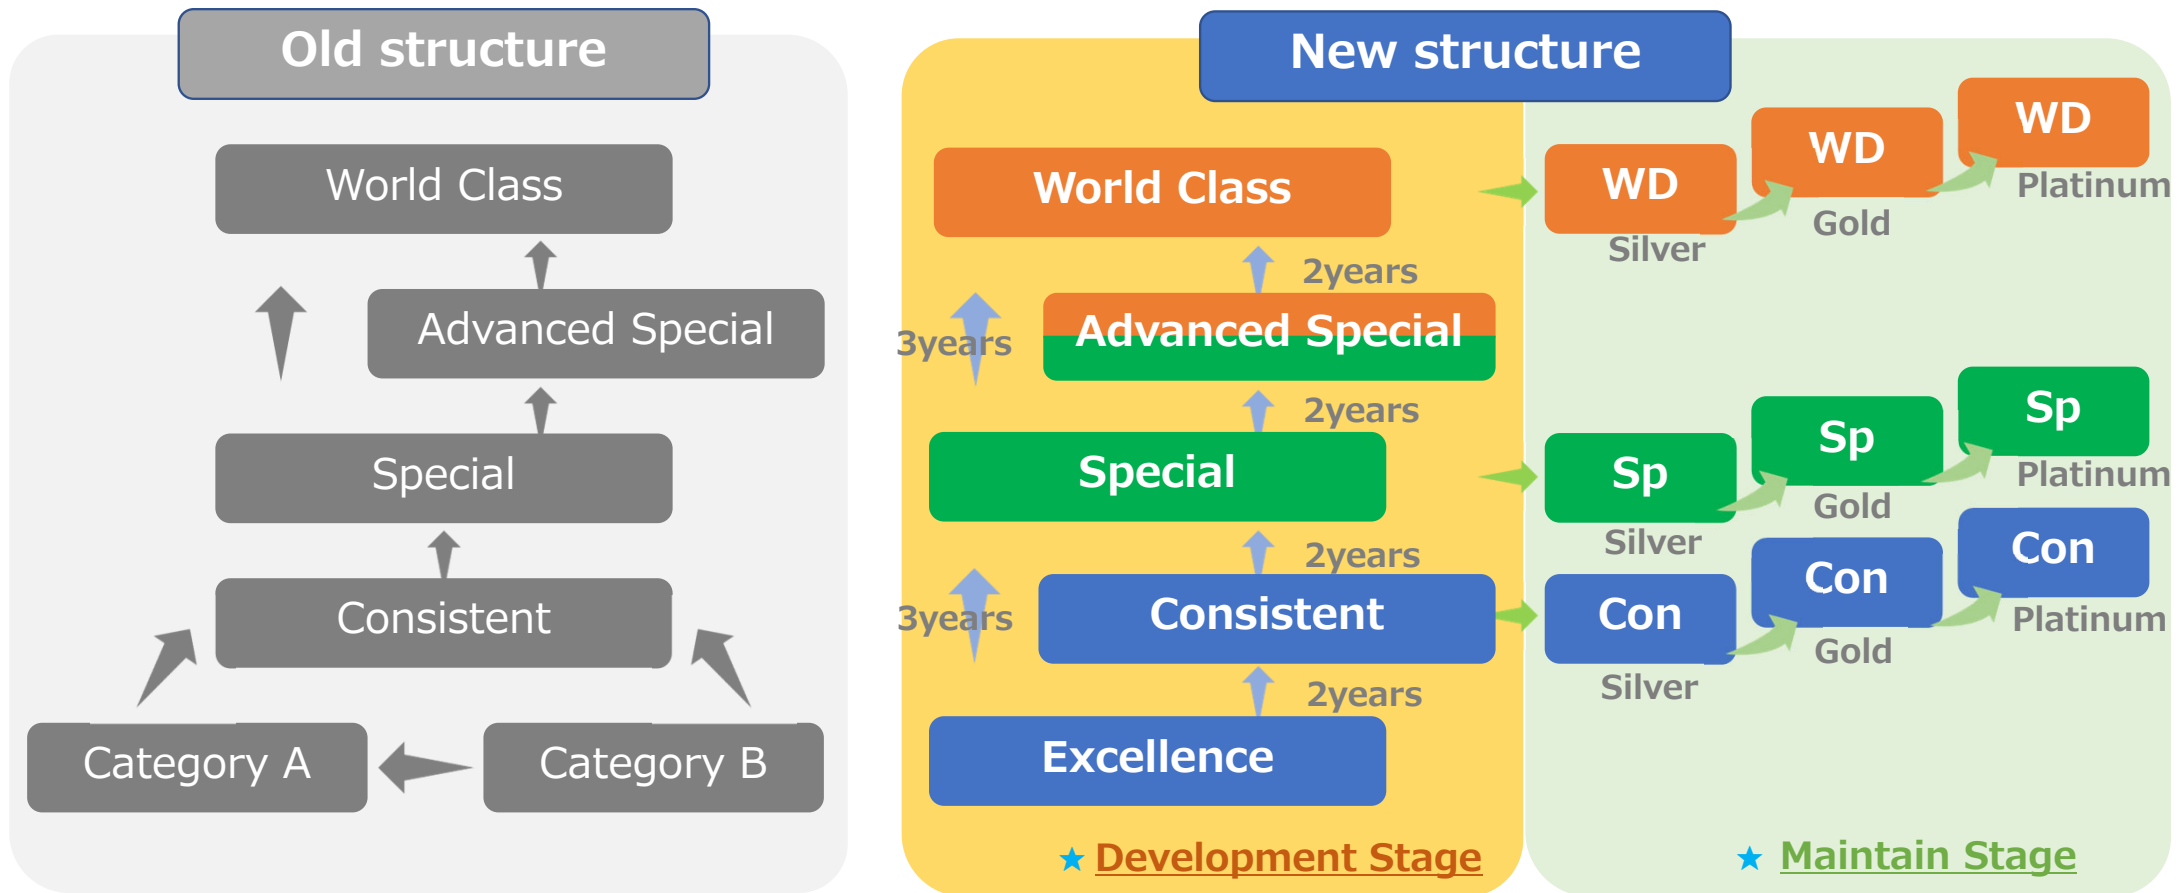 Old structure
World Class
Advanced Special
Special
Consistent
Category A
Category B
New structure
World Class
2years
Advanced Special
3years
2years
Special
2years
3years
Consistent
2years
Excellence
★ Development Stage
WD
Silver
WD
Gold
WD
Platinum
Sp
Silver
Sp
Gold
Sp
Platinum
Con
Silver
Con
Gold
Con
Platinum
★ Maintain Stage